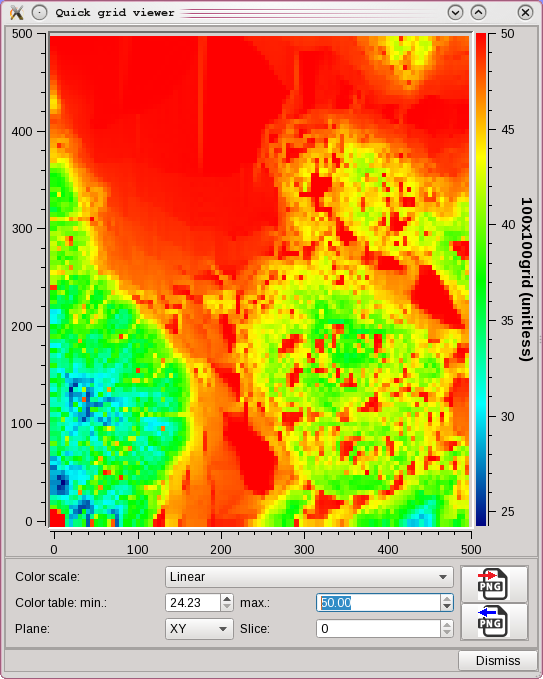 Quick grid viewer
500
400
300
200
100
0
0 100 200 300 400 500
50
45
40
35
30
25
100x100grid (unitless)
Color scale: Linear
Color table: min.: 24.23 max.: 50.00
Plane: XY Slice: 0
PNG
PNG
Dismiss